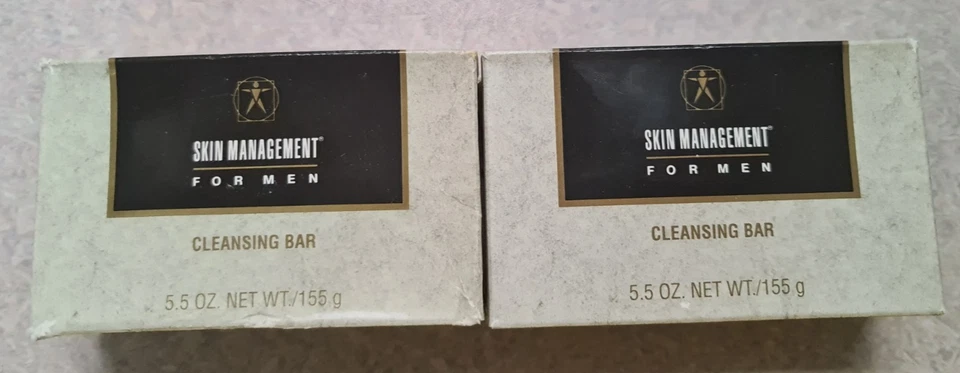 SKIN MANAGEMENT®
FOR MEN
CLEANSING BAR
5.5 OZ. NET WT./155 g
SKIN MANAGEMENT®
FOR MEN
CLEANSING BAR
5.5 OZ. NET WT./155 g